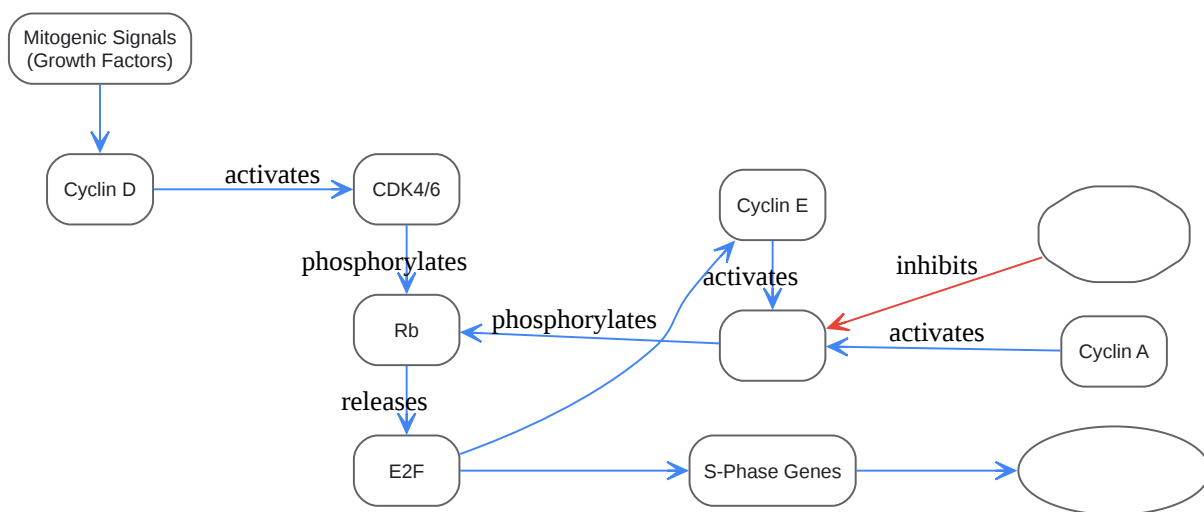 Mitogenic Signals
(Growth Factors)
Cyclin D
activates
CDK4/6
Cyclin E
phosphorylates
activates
inhibits
Rb
phosphorylates
activates
Cyclin A
releases
E2F
S-Phase Genes